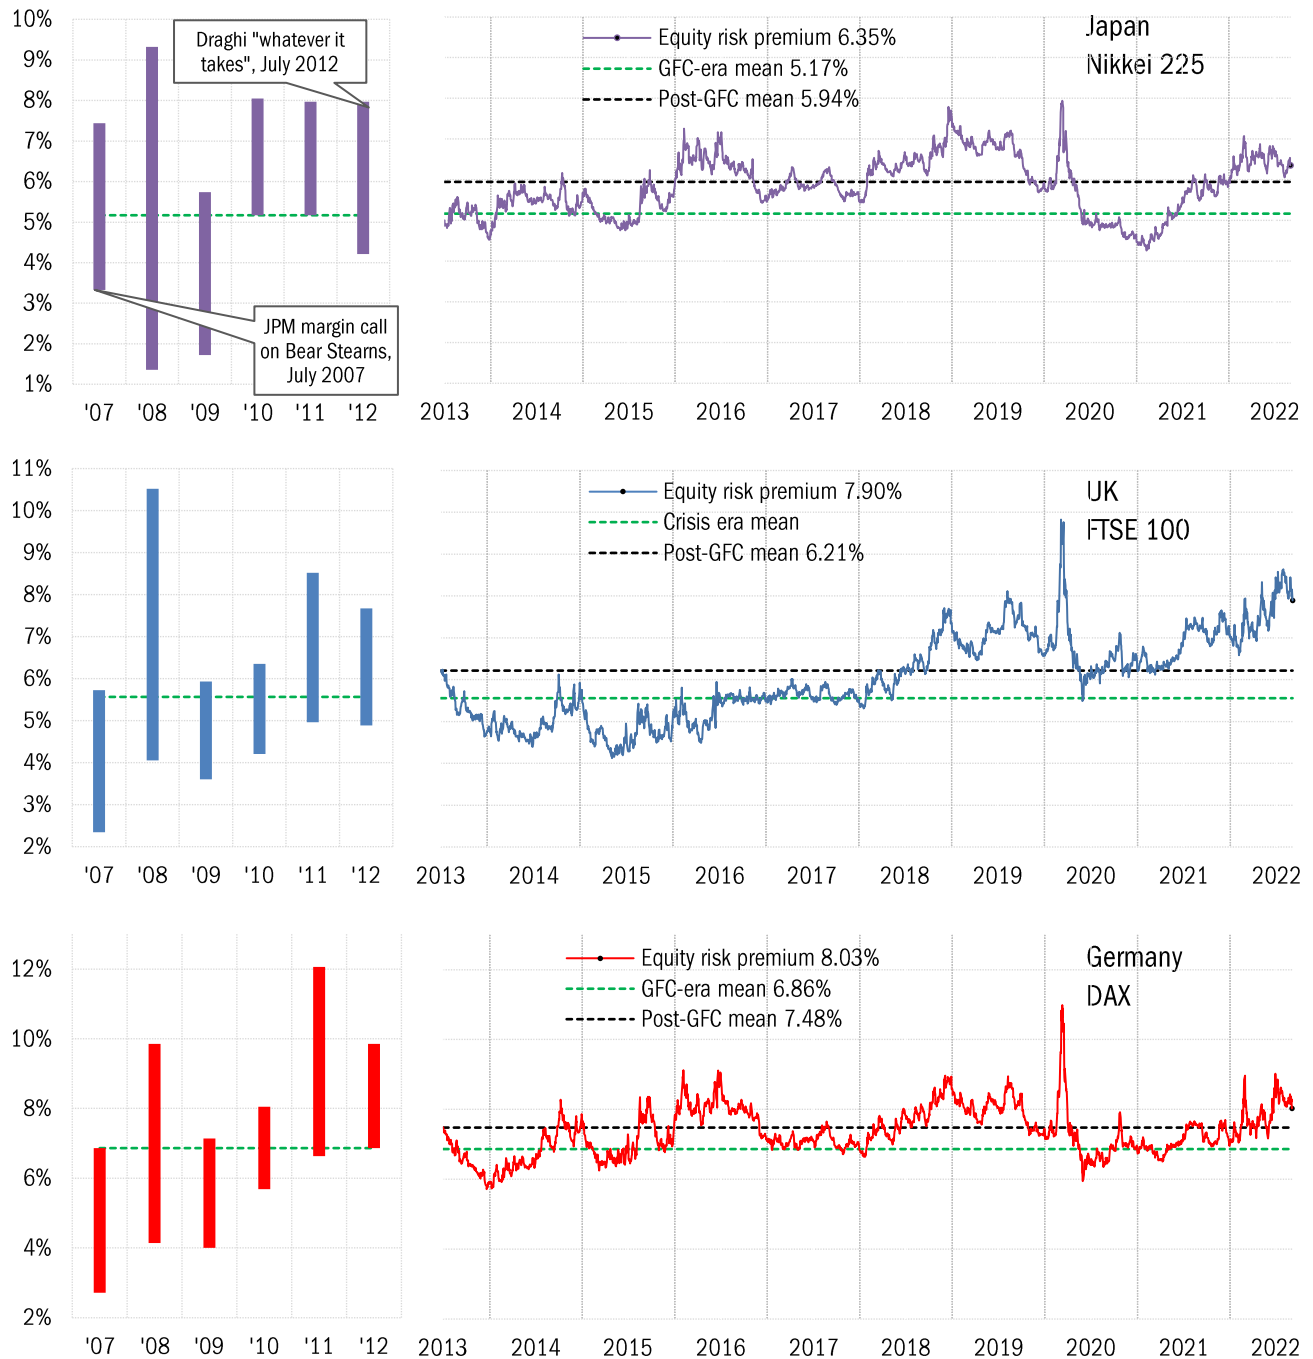 10%
9%
8%
7%
6%
5%
4%
3%
2%
1%
Draghi "whatever it
takes", July 2012
JPM margin call
on Bear Stearns,
July 2007
'07 '08 '09 '10 '11 '12
Equity risk premium 6.35%
GFC-era mean 5.17%
Post-GFC mean 5.94%
Japan
Nikkei 225
2013 2014 2015 2016 2017 2018 2019 2020 2021 2022
11%
10%
9%
8%
7%
6%
5%
4%
3%
2%
'07 '08 '09 '10 '11 '12
Equity risk premium 7.90%
Crisis era mean
Post-GFC mean 6.21%
UK
FTSE 100
2013 2014 2015 2016 2017 2018 2019 2020 2021 2022
12%
10%
8%
6%
4%
2%
'07 '08 '09 '10 '11 '12
Equity risk premium 8.03%
GFC-era mean 6.86%
Post-GFC mean 7.48%
Germany
DAX
2013 2014 2015 2016 2017 2018 2019 2020 2021 2022